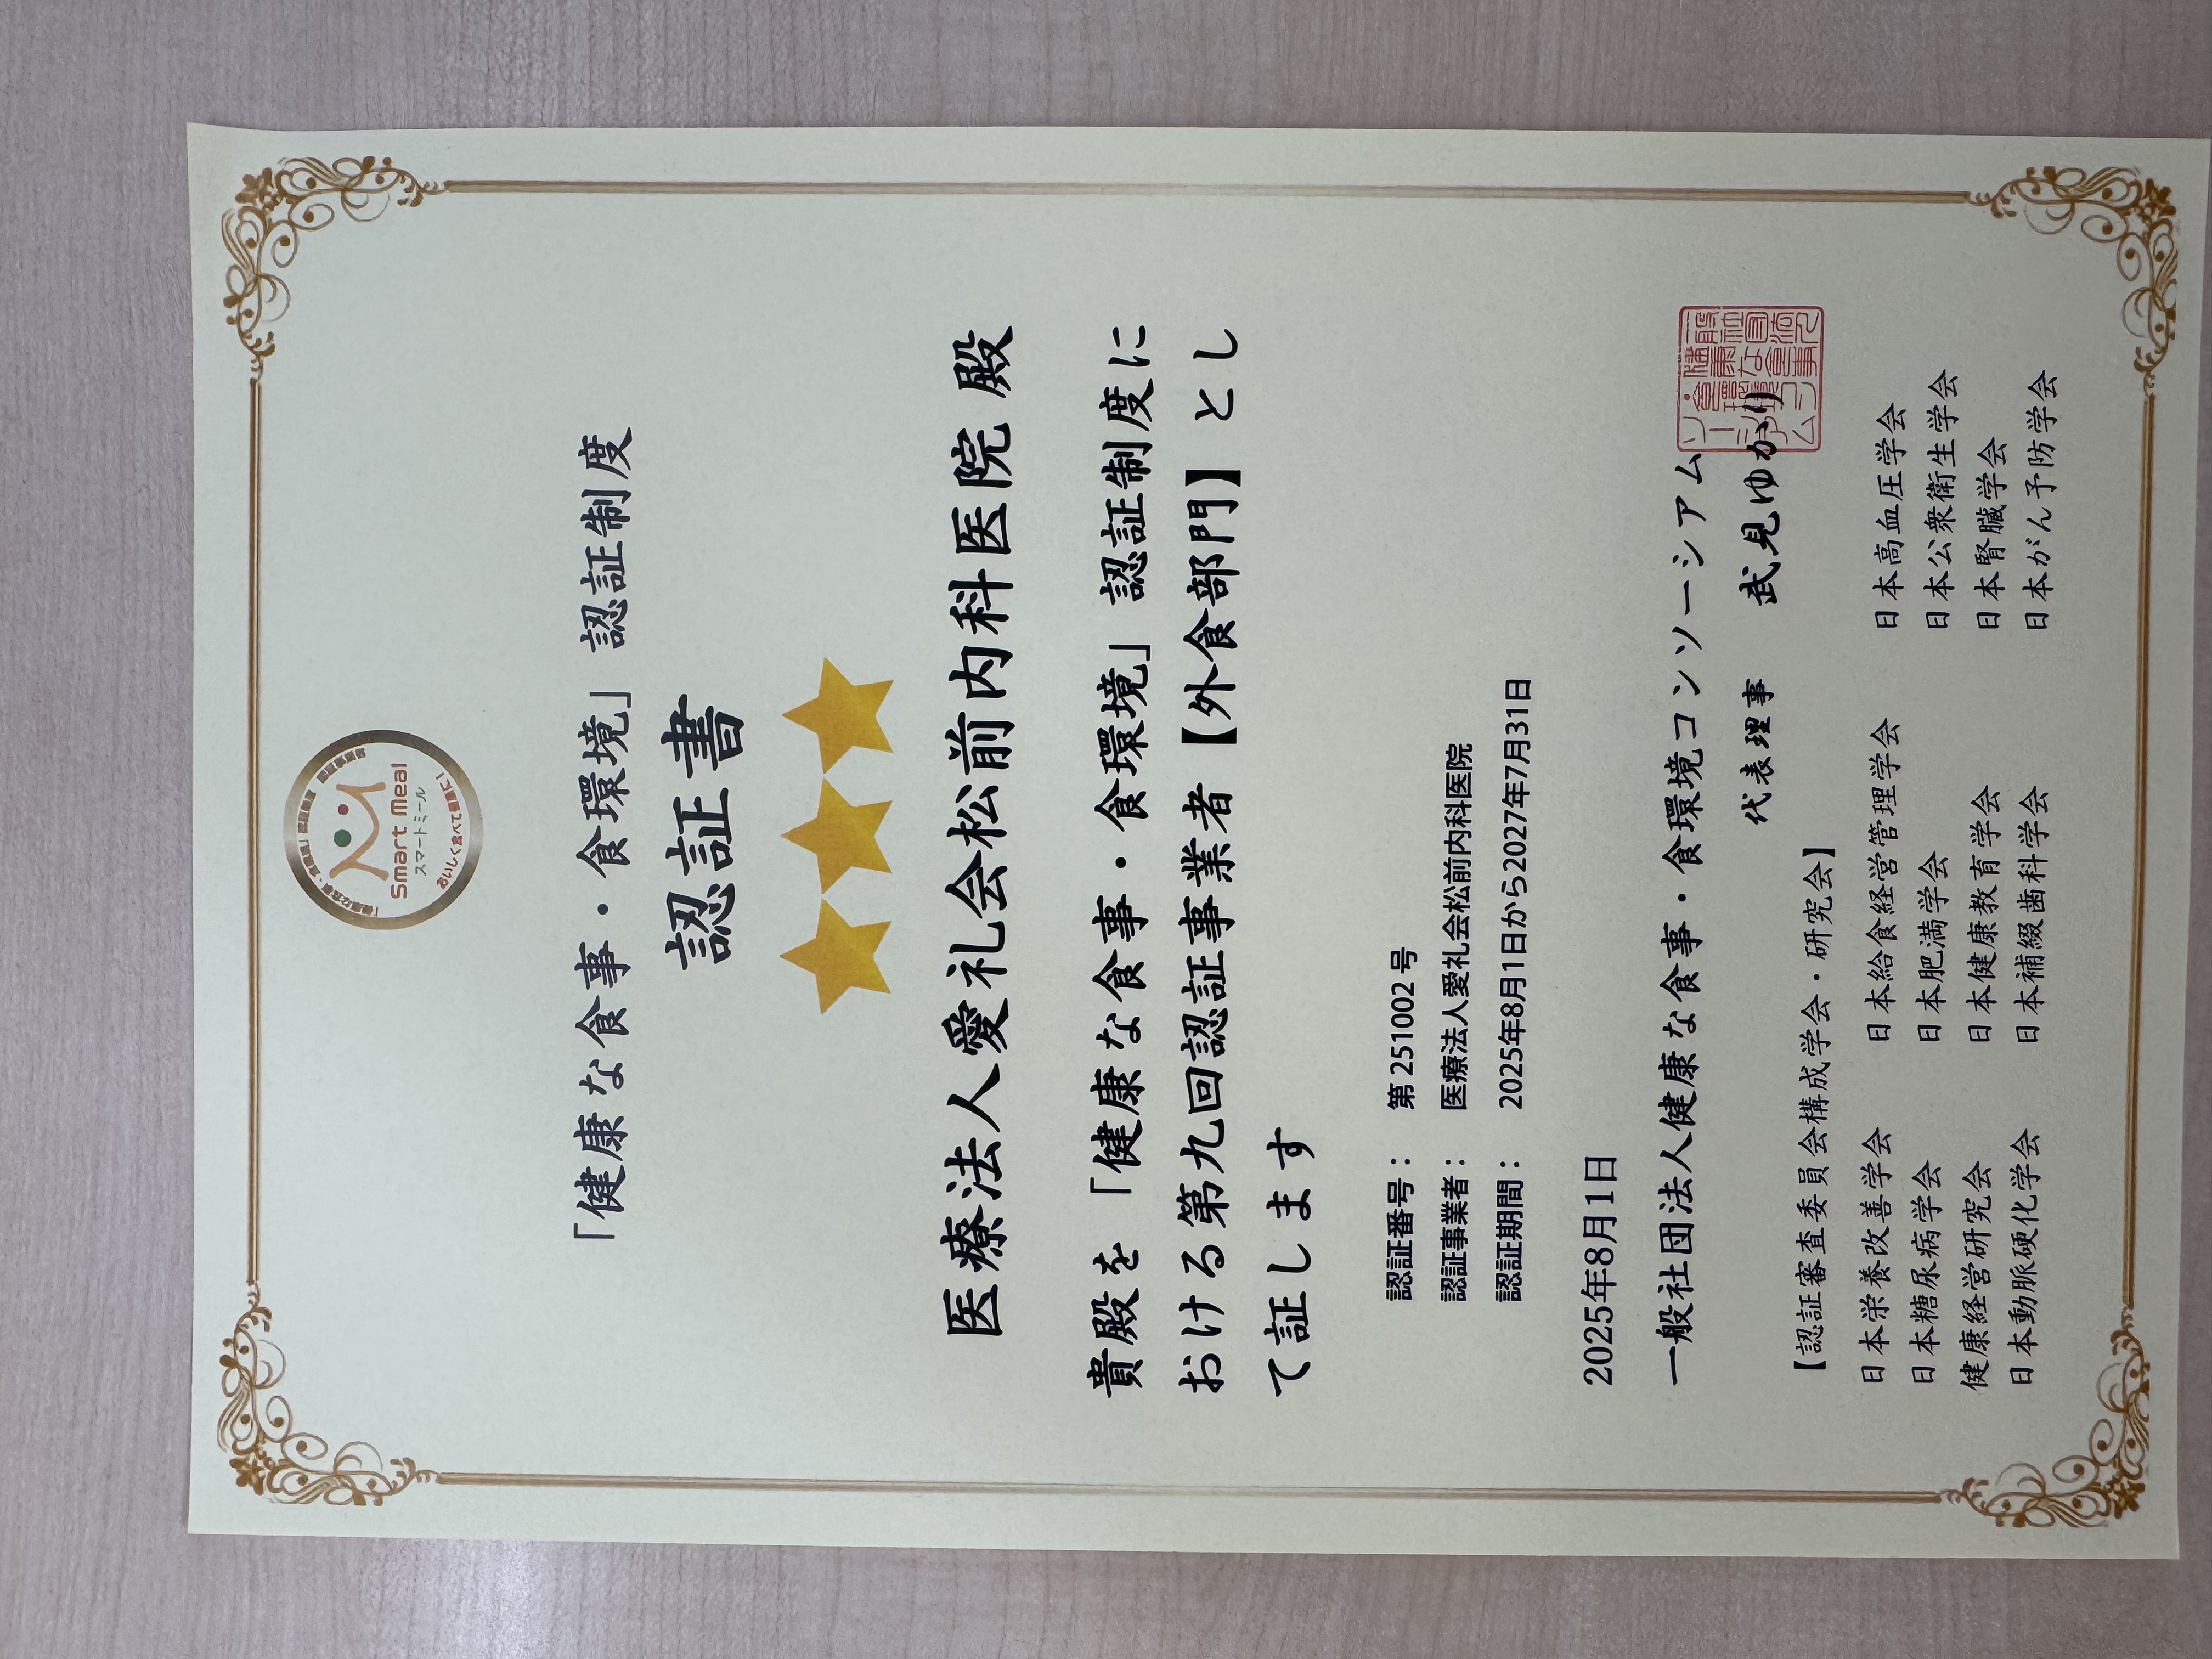 「健康な食事・食環境」認証制度
Smart Meal
スマートミール
おいしく食べて健康に!
「健康な食事・食環境」認証制度
認証書
医療法人愛礼会松前内科医院 殿
貴殿を「健康な食事・食環境」認証制度に
おける第九回認証事業者【外食部門】とし
て証します
認証番号： 第 251002 号
認証事業者： 医療法人愛礼会松前内科医院
認証期間： 2025年8月1日から2027年7月31日
2025年8月1日
一般社団法人健康な食事・食環境コンソーシアム
代表理事 武見ゆかり
【認証審査委員会構成学会・研究会】
日本栄養改善学会 日本給食経営管理学会 日本高血圧学会
日本糖尿病学会 日本肥満学会 日本公衆衛生学会
健康経営研究会 日本健康教育学会 日本腎臓学会
日本動脈硬化学会 日本補綴歯科学会 日本がん予防学会